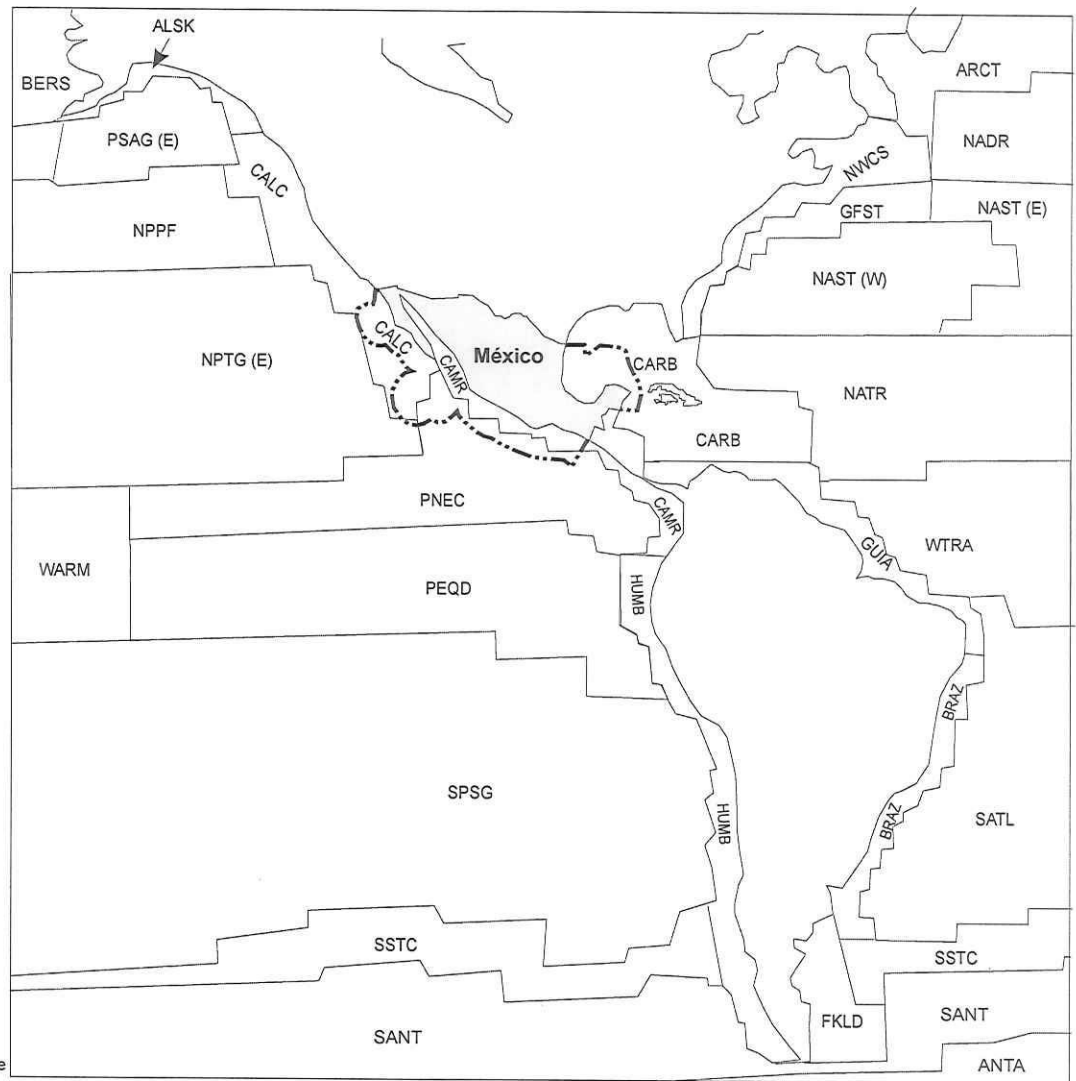 ALSK
BERS
ARCT
PSAG (E)
NADR
CALC
NWCS
NPPF
GFST
NAST (E)
NAST (W)
NPTG (E)
CALC
CAMR
México
CARB
NATR
CARB
PNEC
CAMR
GUIA
WTRA
WARM
PEQD
HUMB
BRAZ
SPSG
HUMB
BRAZ
SATL
SSTC
SSTC
FKLD
SANT
SANT
ANTA
e